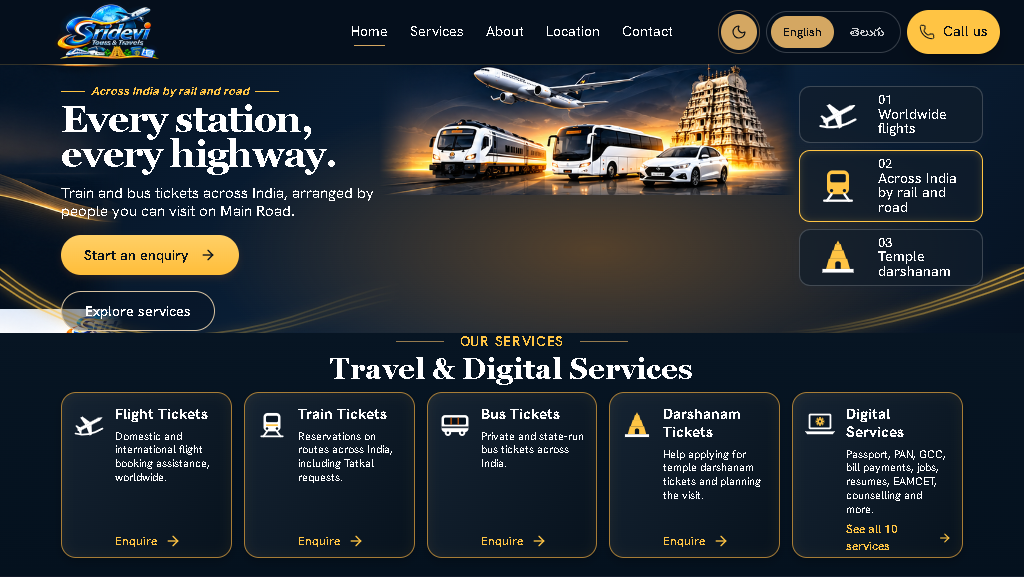 Sridevi
Tours & Travels
Home
Services
About
Location
Contact
English
తెలుగు
Call us
Across India by rail and road
Every station,
every highway.
Train and bus tickets across India, arranged by
people you can visit on Main Road.
Start an enquiry
Explore services
01
Worldwide
flights
02
Across India
by rail and
road
03
Temple
darshanam
OUR SERVICES
Travel & Digital Services
Flight Tickets
Domestic and
international flight
booking assistance,
worldwide.
Enquire
Train Tickets
Reservations on
routes across India,
including Tatkal
requests.
Enquire
Bus Tickets
Private and state-run
bus tickets across
India.
Enquire
Darshanam
Tickets
Help applying for
temple darshanam
tickets and planning
the visit.
Enquire
Digital
Services
Passport, PAN, GCC,
bill payments, jobs,
resumes, EAMCET,
counselling and
more.
See all 10
services